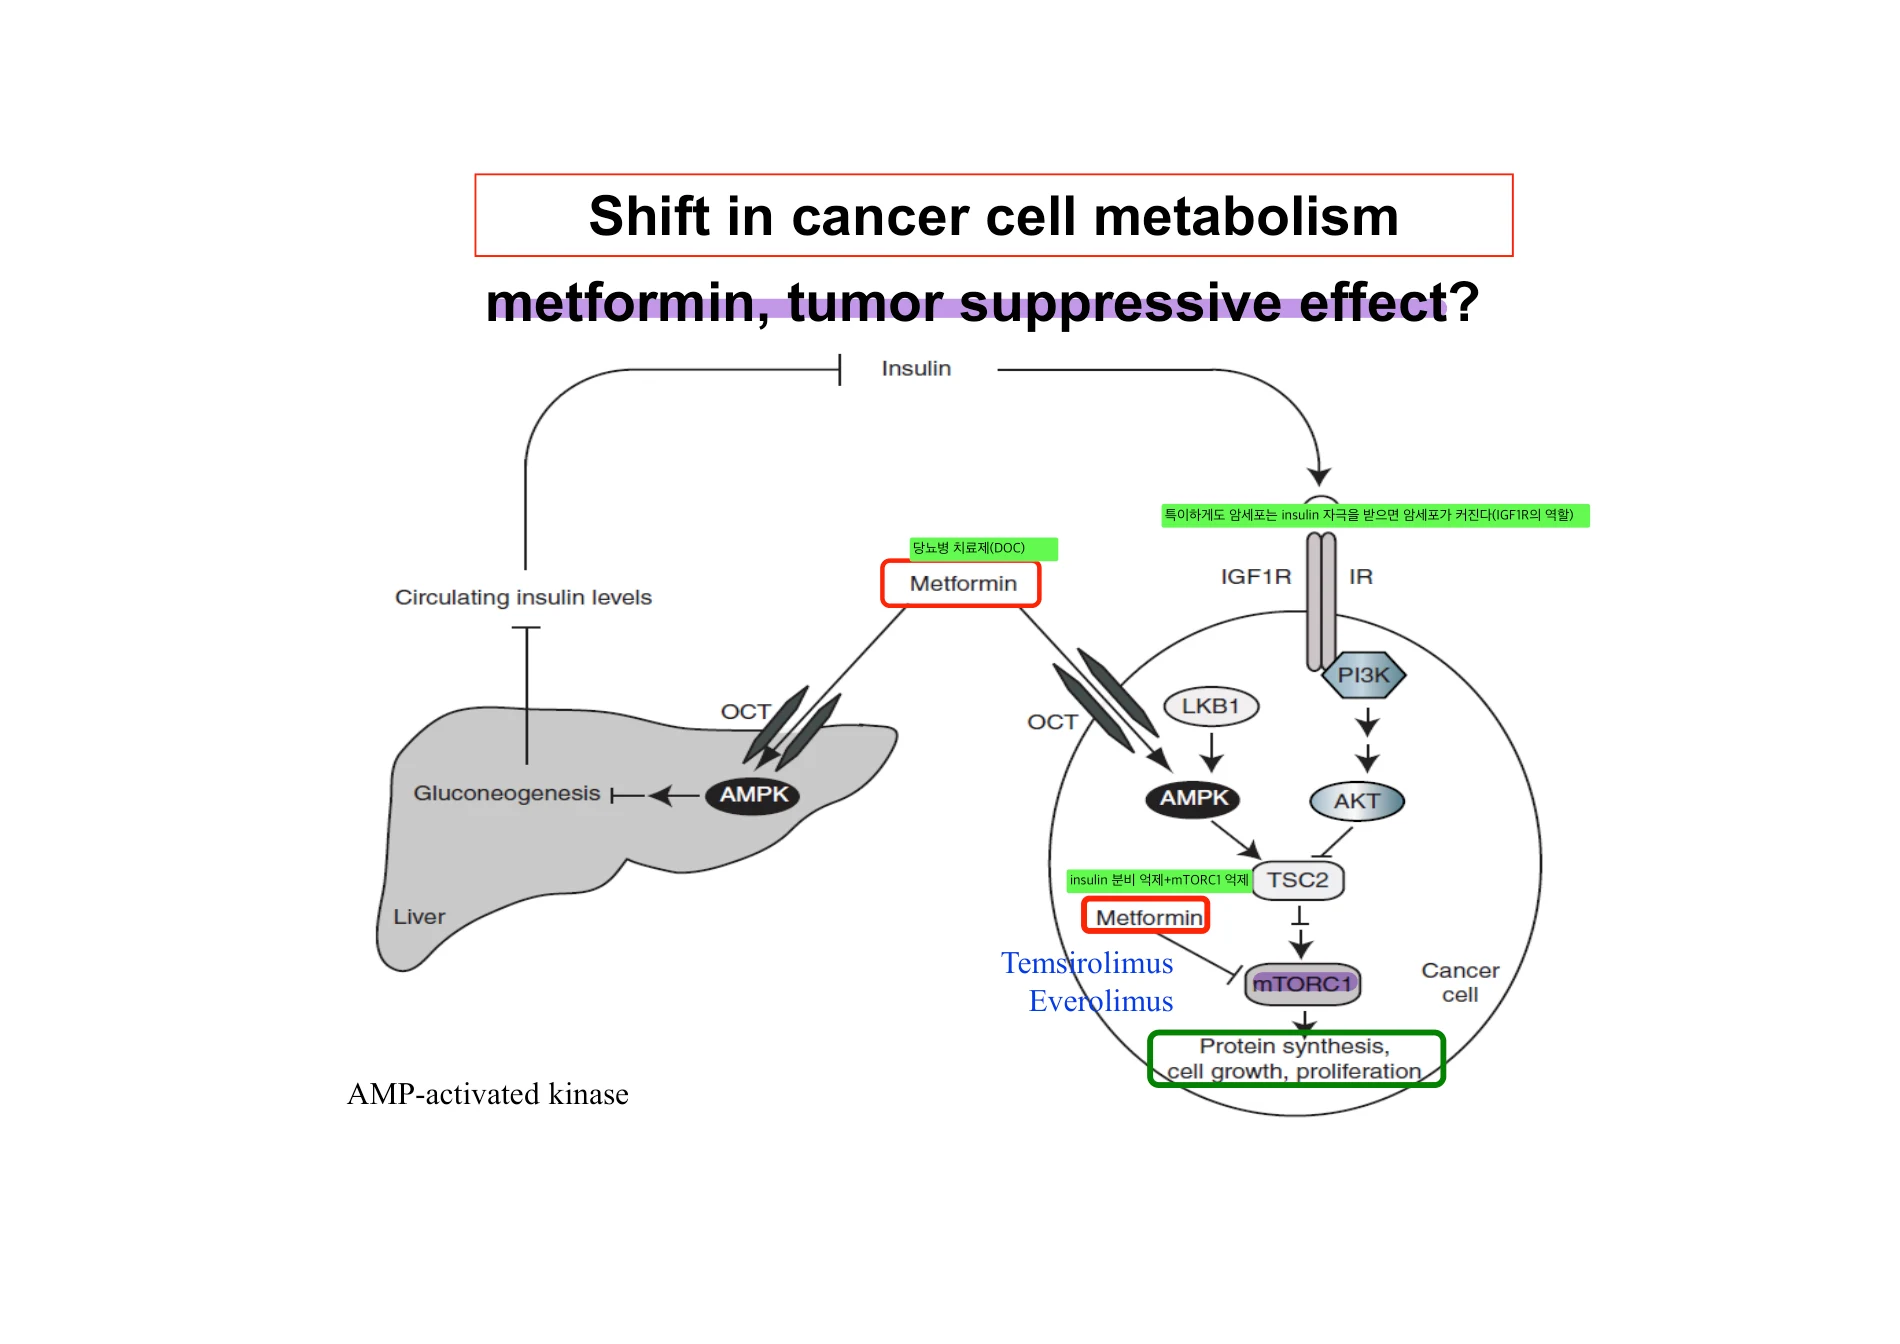 Shift in cancer cell metabolism
metformin, tumor suppressive effect?
Insulin
특이하게도 암세포는 insulin 자극을 받으면 암세포가 커진다(IGF1R의 역할)
당뇨병 치료제(DOC)
Metformin
IGF1R
IR
Circulating insulin levels
PI3K
OCT
LKB1
OCT
Gluconeogenesis
AMPK
AMPK
AKT
insulin 분비 억제+mTORC1 억제
TSC2
Liver
Metformin
Temsirolimus
Everolimus
mTORC1
Cancer
cell
Protein synthesis,
cell growth, proliferation
AMP-activated kinase